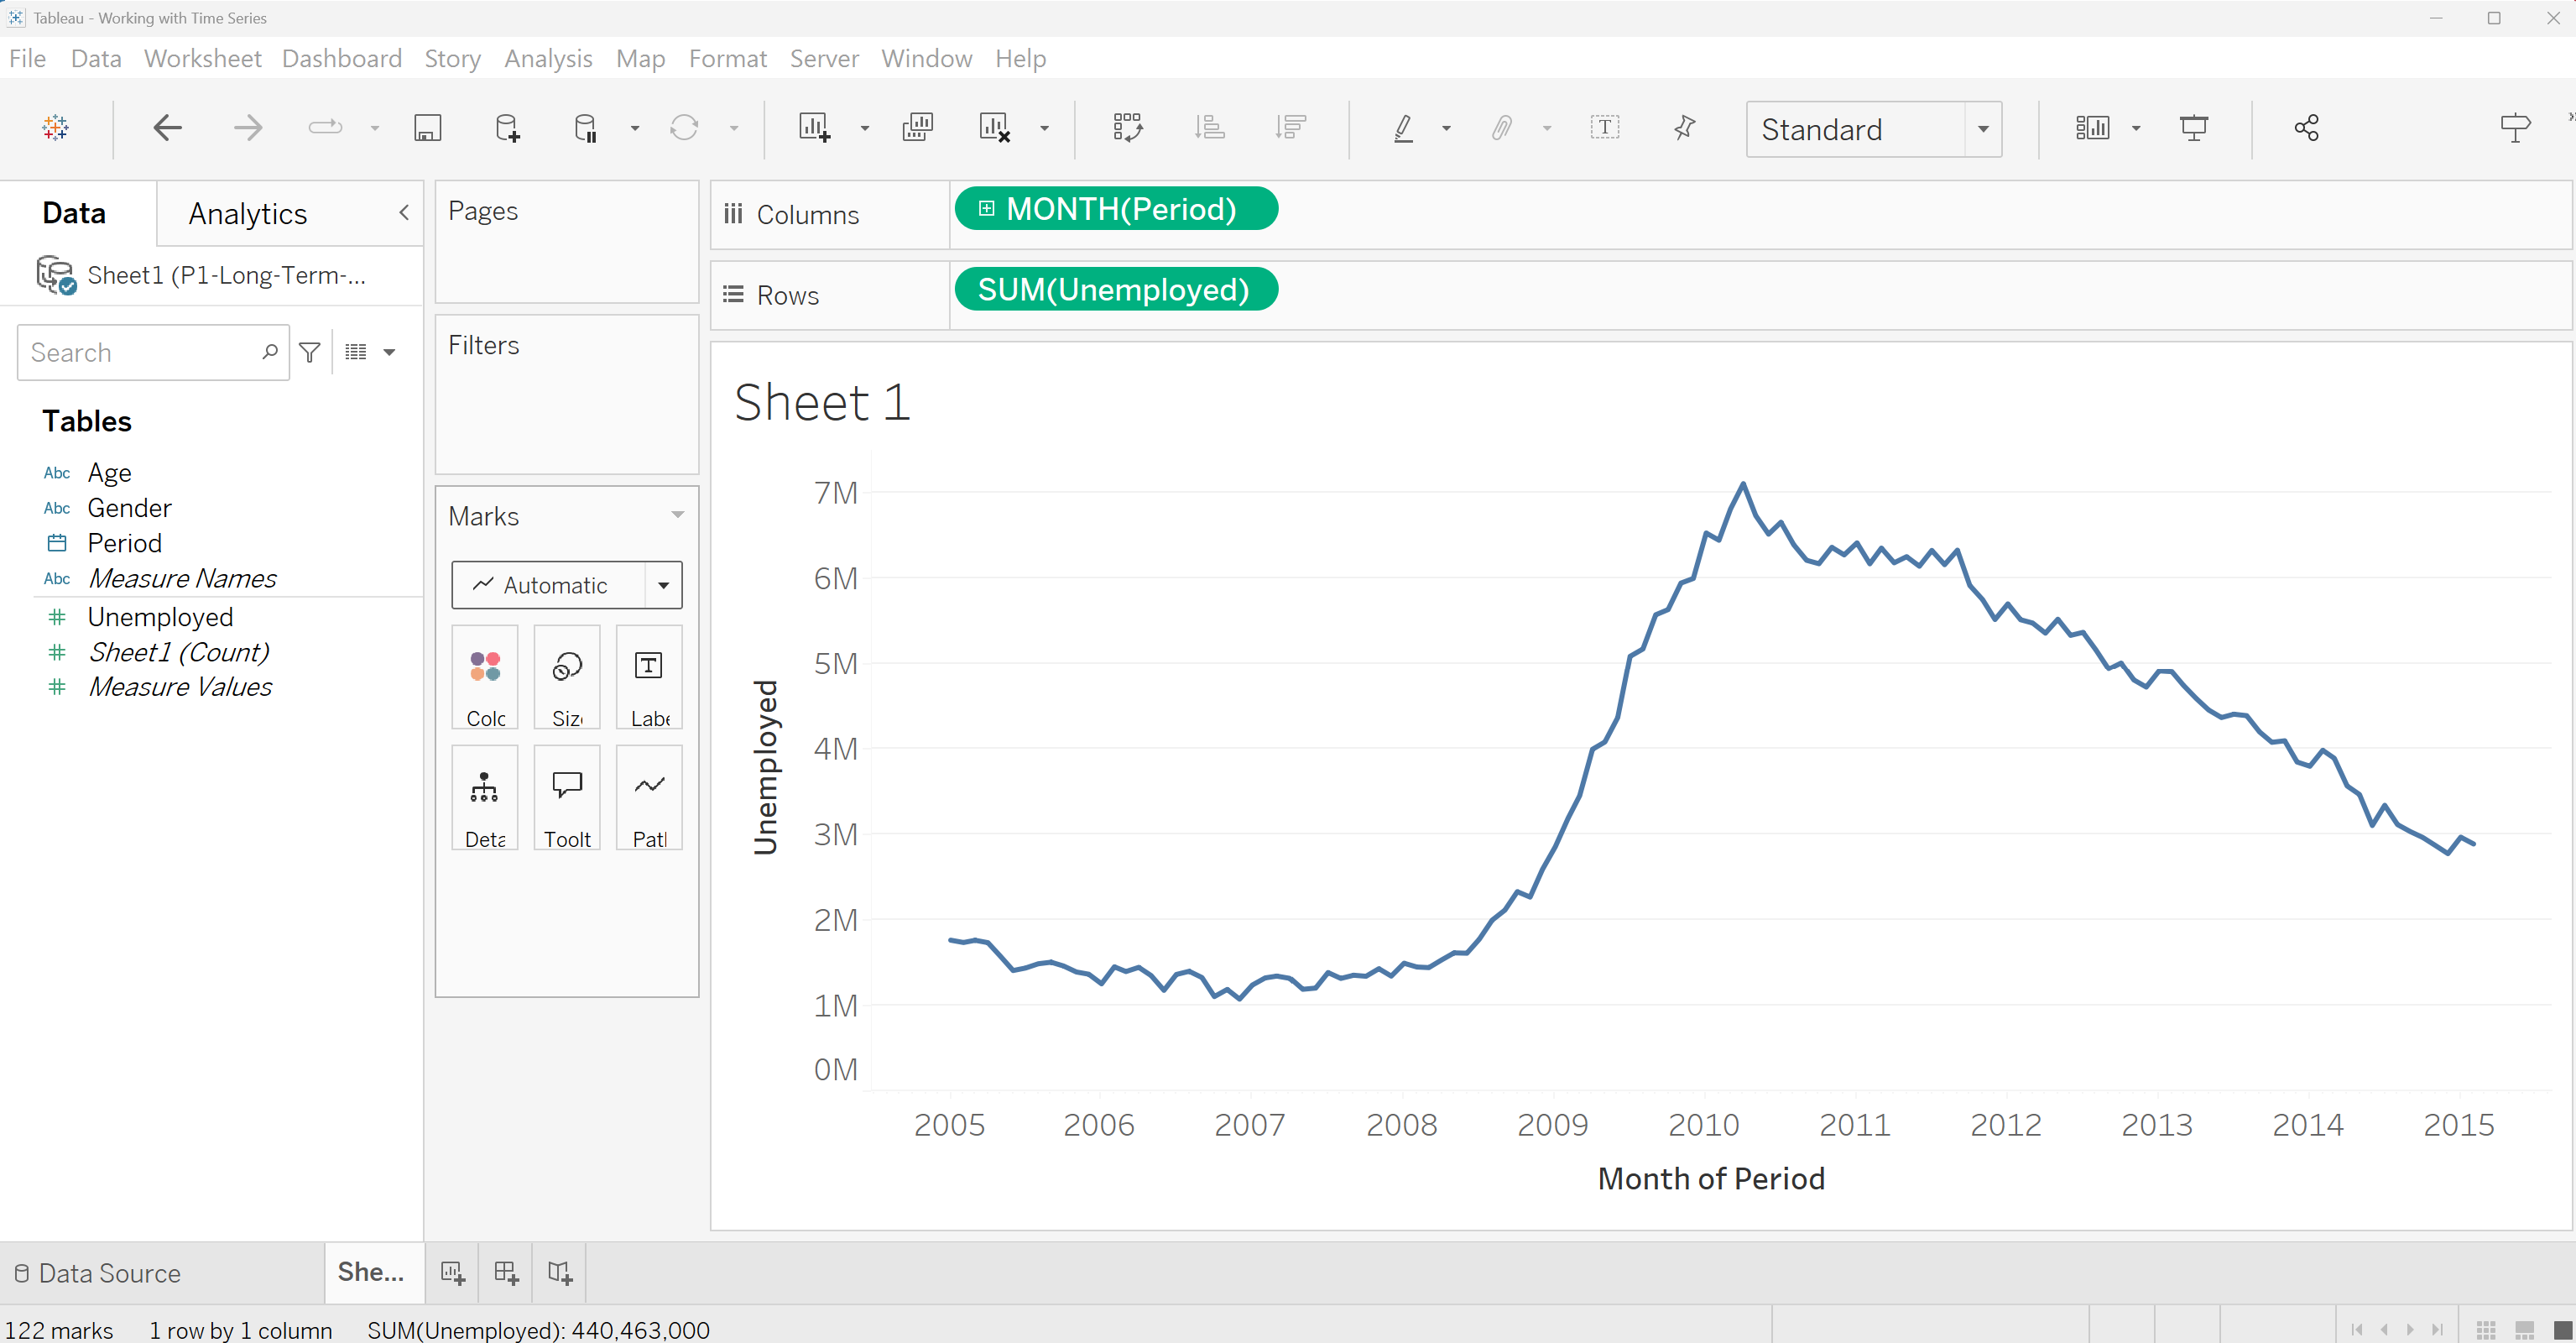 Tableau - Working with Time Series
File Data Worksheet Dashboard Story Analysis Map Format Server Window Help
Standard
Data Analytics
Sheet1 (P1-Long-Term-...
Search
Tables
Abc Age
Abc Gender
Period
Abc Measure Names
Unemployed
Sheet1 (Count)
Measure Values
Pages
Filters
Marks
Automatic
Colc Siz Labe
Deta Toolt Patl
Columns MONTH(Period)
Rows SUM(Unemployed)
Sheet 1
7M
6M
5M
4M
3M
2M
1M
0M
Unemployed
2005 2006 2007 2008 2009 2010 2011 2012 2013 2014 2015
Month of Period
Data Source She...
122 marks 1 row by 1 column SUM(Unemployed): 440,463,000